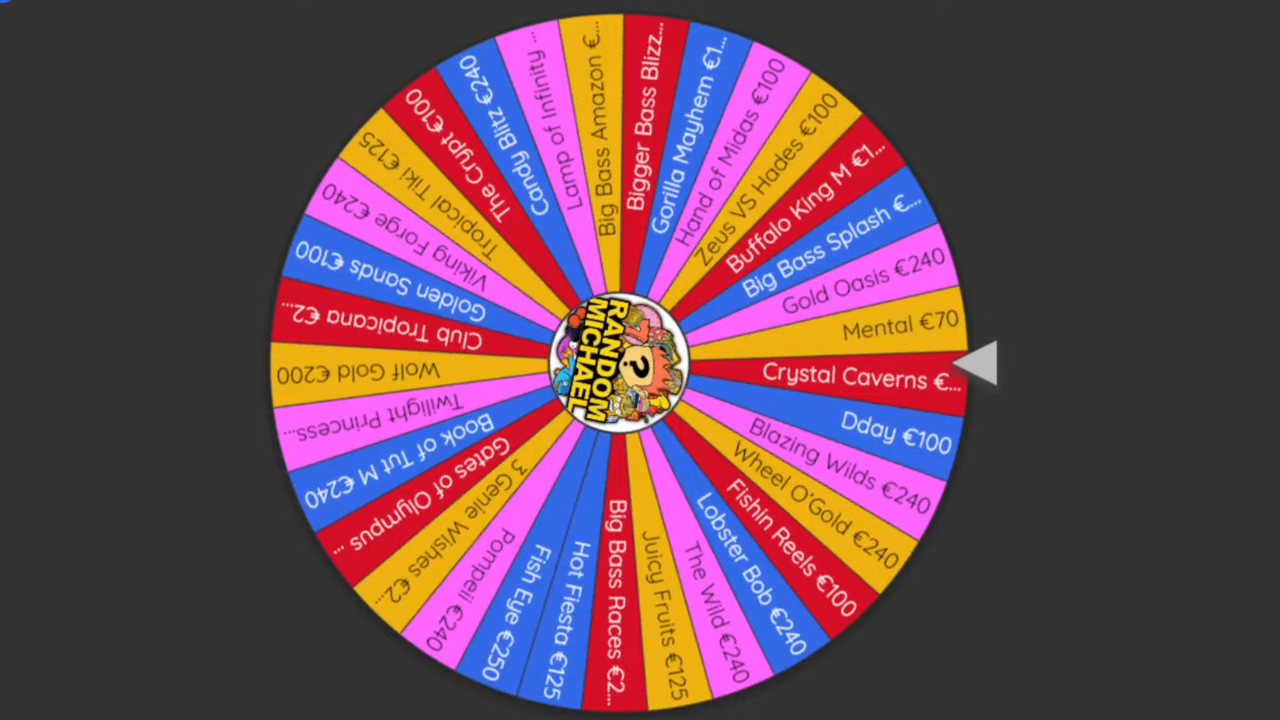 Bigger Bass Blizz...
Gorilla Mayhem €1...
Hand of Midas €100
Zeus VS Hades €100
Buffalo King M €1...
Big Bass Splash €...
Gold Oasis €240
Mental €70
Crystal Caverns €...
Dday €100
Blazing Wilds €240
Wheel O'Gold €240
Fishin Reels €100
Lobster Bob €240
The Wild €240
Juicy Fruits €125
Big Bass Races €2...
Hot Fiesta €125
Fish Eye €250
Pompeii €240
3 Genie Wishes €2...
Gates of Olympus ...
Book of Tut M €240
Twilight Princess...
Wolf Gold €200
Club Tropicana €2...
Golden Sands €100
Viking Forge €240
Tropical Tiki €125
The Crypt €100
Candy Blitz €240
Lamp of Infinity ...
Big Bass Amazon €...
RANDOM
MICHAEL
?